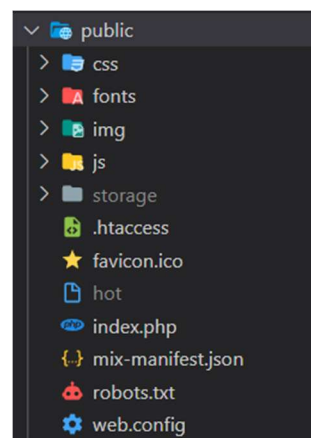 public
css
fonts
img
js
storage
.htaccess
favicon.ico
hot
index.php
mix-manifest.json
robots.txt
web.config